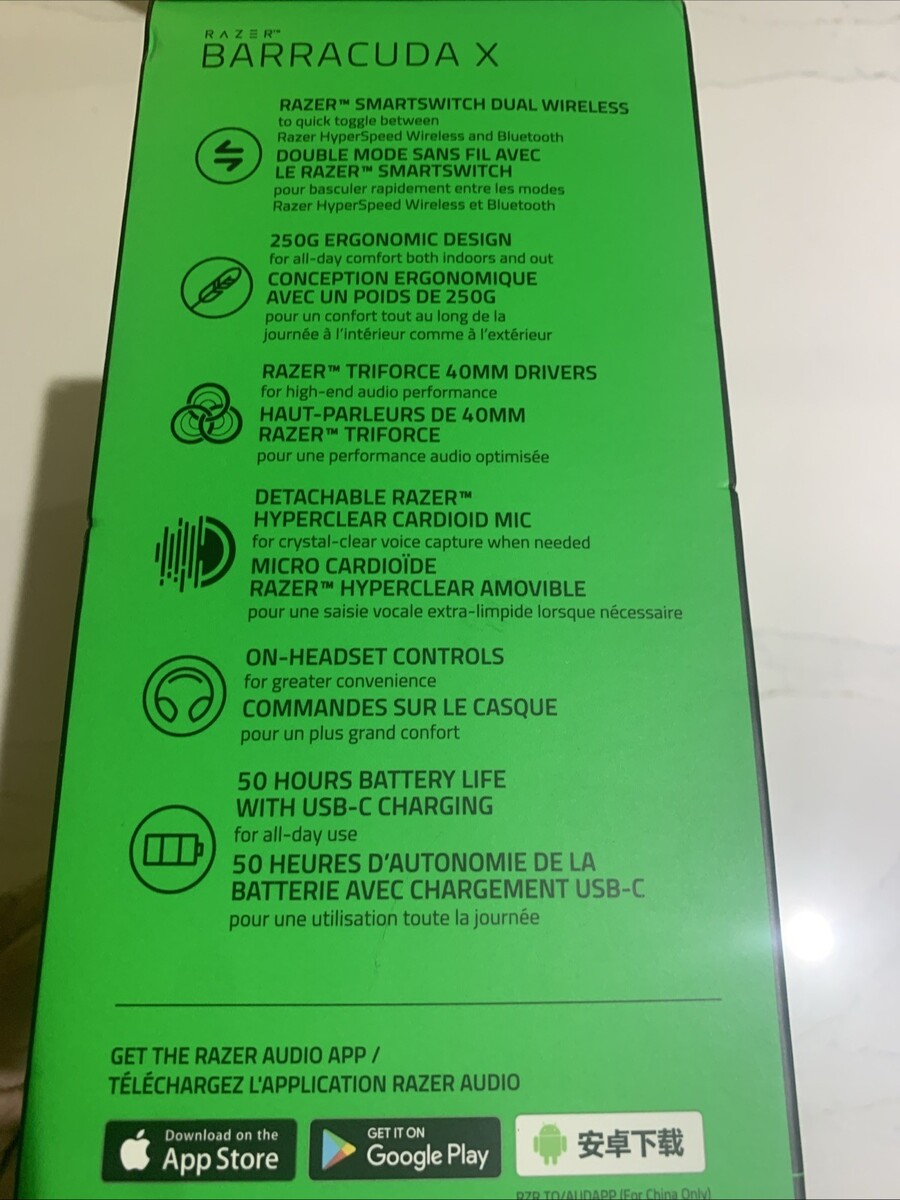 RAZER™
BARRACUDA X
RAZER™ SMARTSWITCH DUAL WIRELESS
to quick toggle between
Razer HyperSpeed Wireless and Bluetooth
DOUBLE MODE SANS FIL AVEC
LE RAZER™ SMARTSWITCH
pour basculer rapidement entre les modes
Razer HyperSpeed Wireless et Bluetooth
250G ERGONOMIC DESIGN
for all-day comfort both indoors and out
CONCEPTION ERGONOMIQUE
AVEC UN POIDS DE 250G
pour un confort tout au long de la
journée à l'intérieur comme à l'extérieur
RAZER™ TRIFORCE 40MM DRIVERS
for high-end audio performance
HAUT-PARLEURS DE 40MM
RAZER™ TRIFORCE
pour une performance audio optimisée
DETACHABLE RAZER™
HYPERCLEAR CARDIOID MIC
for crystal-clear voice capture when needed
MICRO CARDIOÏDE
RAZER™ HYPERCLEAR AMOVIBLE
pour une saisie vocale extra-limpide lorsque nécessaire
ON-HEADSET CONTROLS
for greater convenience
COMMANDES SUR LE CASQUE
pour un plus grand confort
50 HOURS BATTERY LIFE
WITH USB-C CHARGING
for all-day use
50 HEURES D'AUTONOMIE DE LA
BATTERIE AVEC CHARGEMENT USB-C
pour une utilisation toute la journée
GET THE RAZER AUDIO APP /
TÉLÉCHARGEZ L'APPLICATION RAZER AUDIO
Download on the
App Store
GET IT ON
Google Play
安卓下载
RZR.TO/AUDAPP (For China Only)